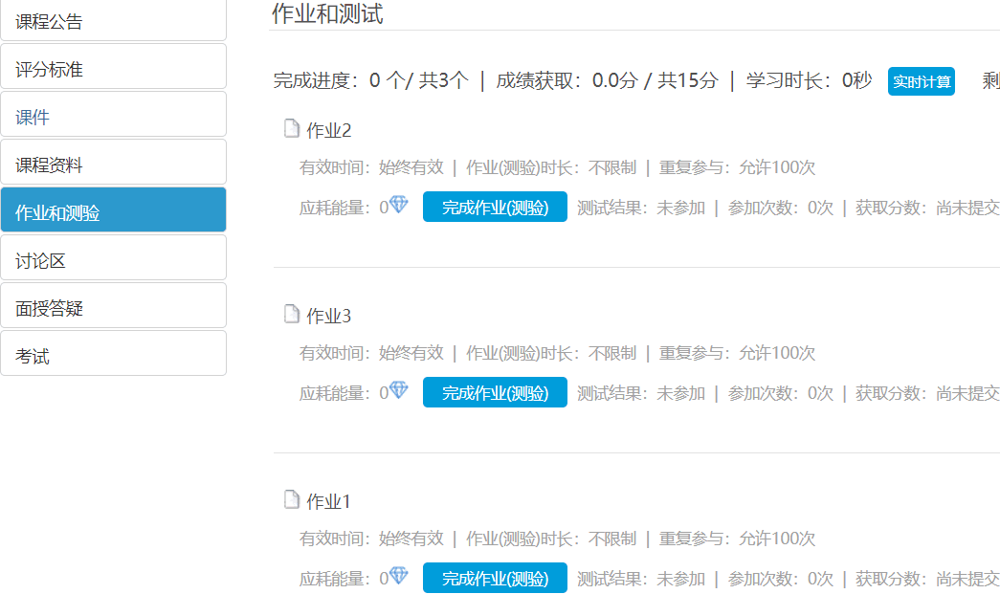 课程公告
评分标准
课件
课程资料
作业和测验
讨论区
面授答疑
考试
作业和测试
完成进度：0 个/ 共3个 | 成绩获取：0.0分 / 共15分 | 学习时长：0秒 实时计算 剩
作业2
有效时间：始终有效 | 作业(测验)时长：不限制 | 重复参与：允许100次
应耗能量：0 完成作业(测验) 测试结果：未参加 | 参加次数：0次 | 获取分数：尚未提交
作业3
有效时间：始终有效 | 作业(测验)时长：不限制 | 重复参与：允许100次
应耗能量：0 完成作业(测验) 测试结果：未参加 | 参加次数：0次 | 获取分数：尚未提交
作业1
有效时间：始终有效 | 作业(测验)时长：不限制 | 重复参与：允许100次
应耗能量：0 完成作业(测验) 测试结果：未参加 | 参加次数：0次 | 获取分数：尚未提交